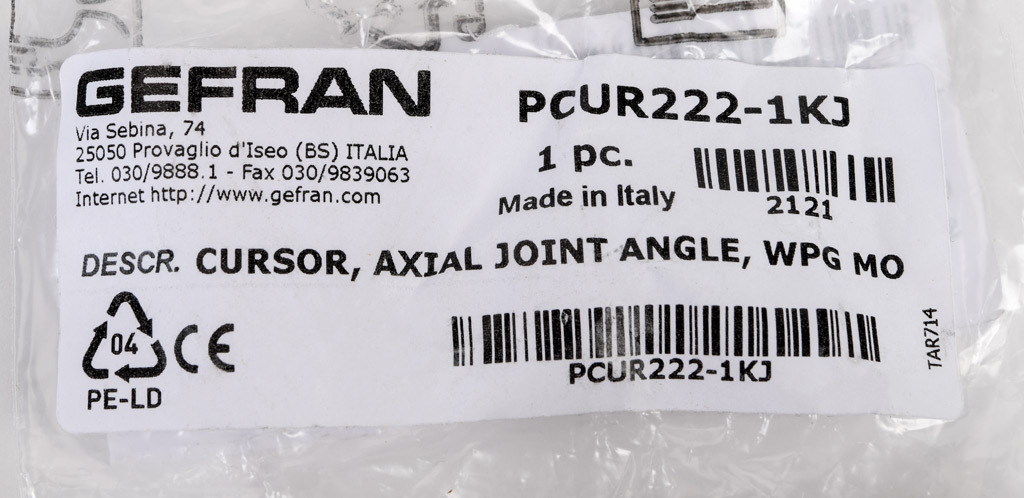 GEFRAN
Via Sebina, 74
25050 Provaglio d'Iseo (BS) ITALIA
Tel. 030/9888.1 - Fax 030/9839063
Internet http://www.gefran.com
PCUR222-1KJ
1 pc.
Made in Italy
2121
DESCR. CURSOR, AXIAL JOINT ANGLE, WPG MO
04
PE-LD
CE
PCUR222-1KJ
TAR714